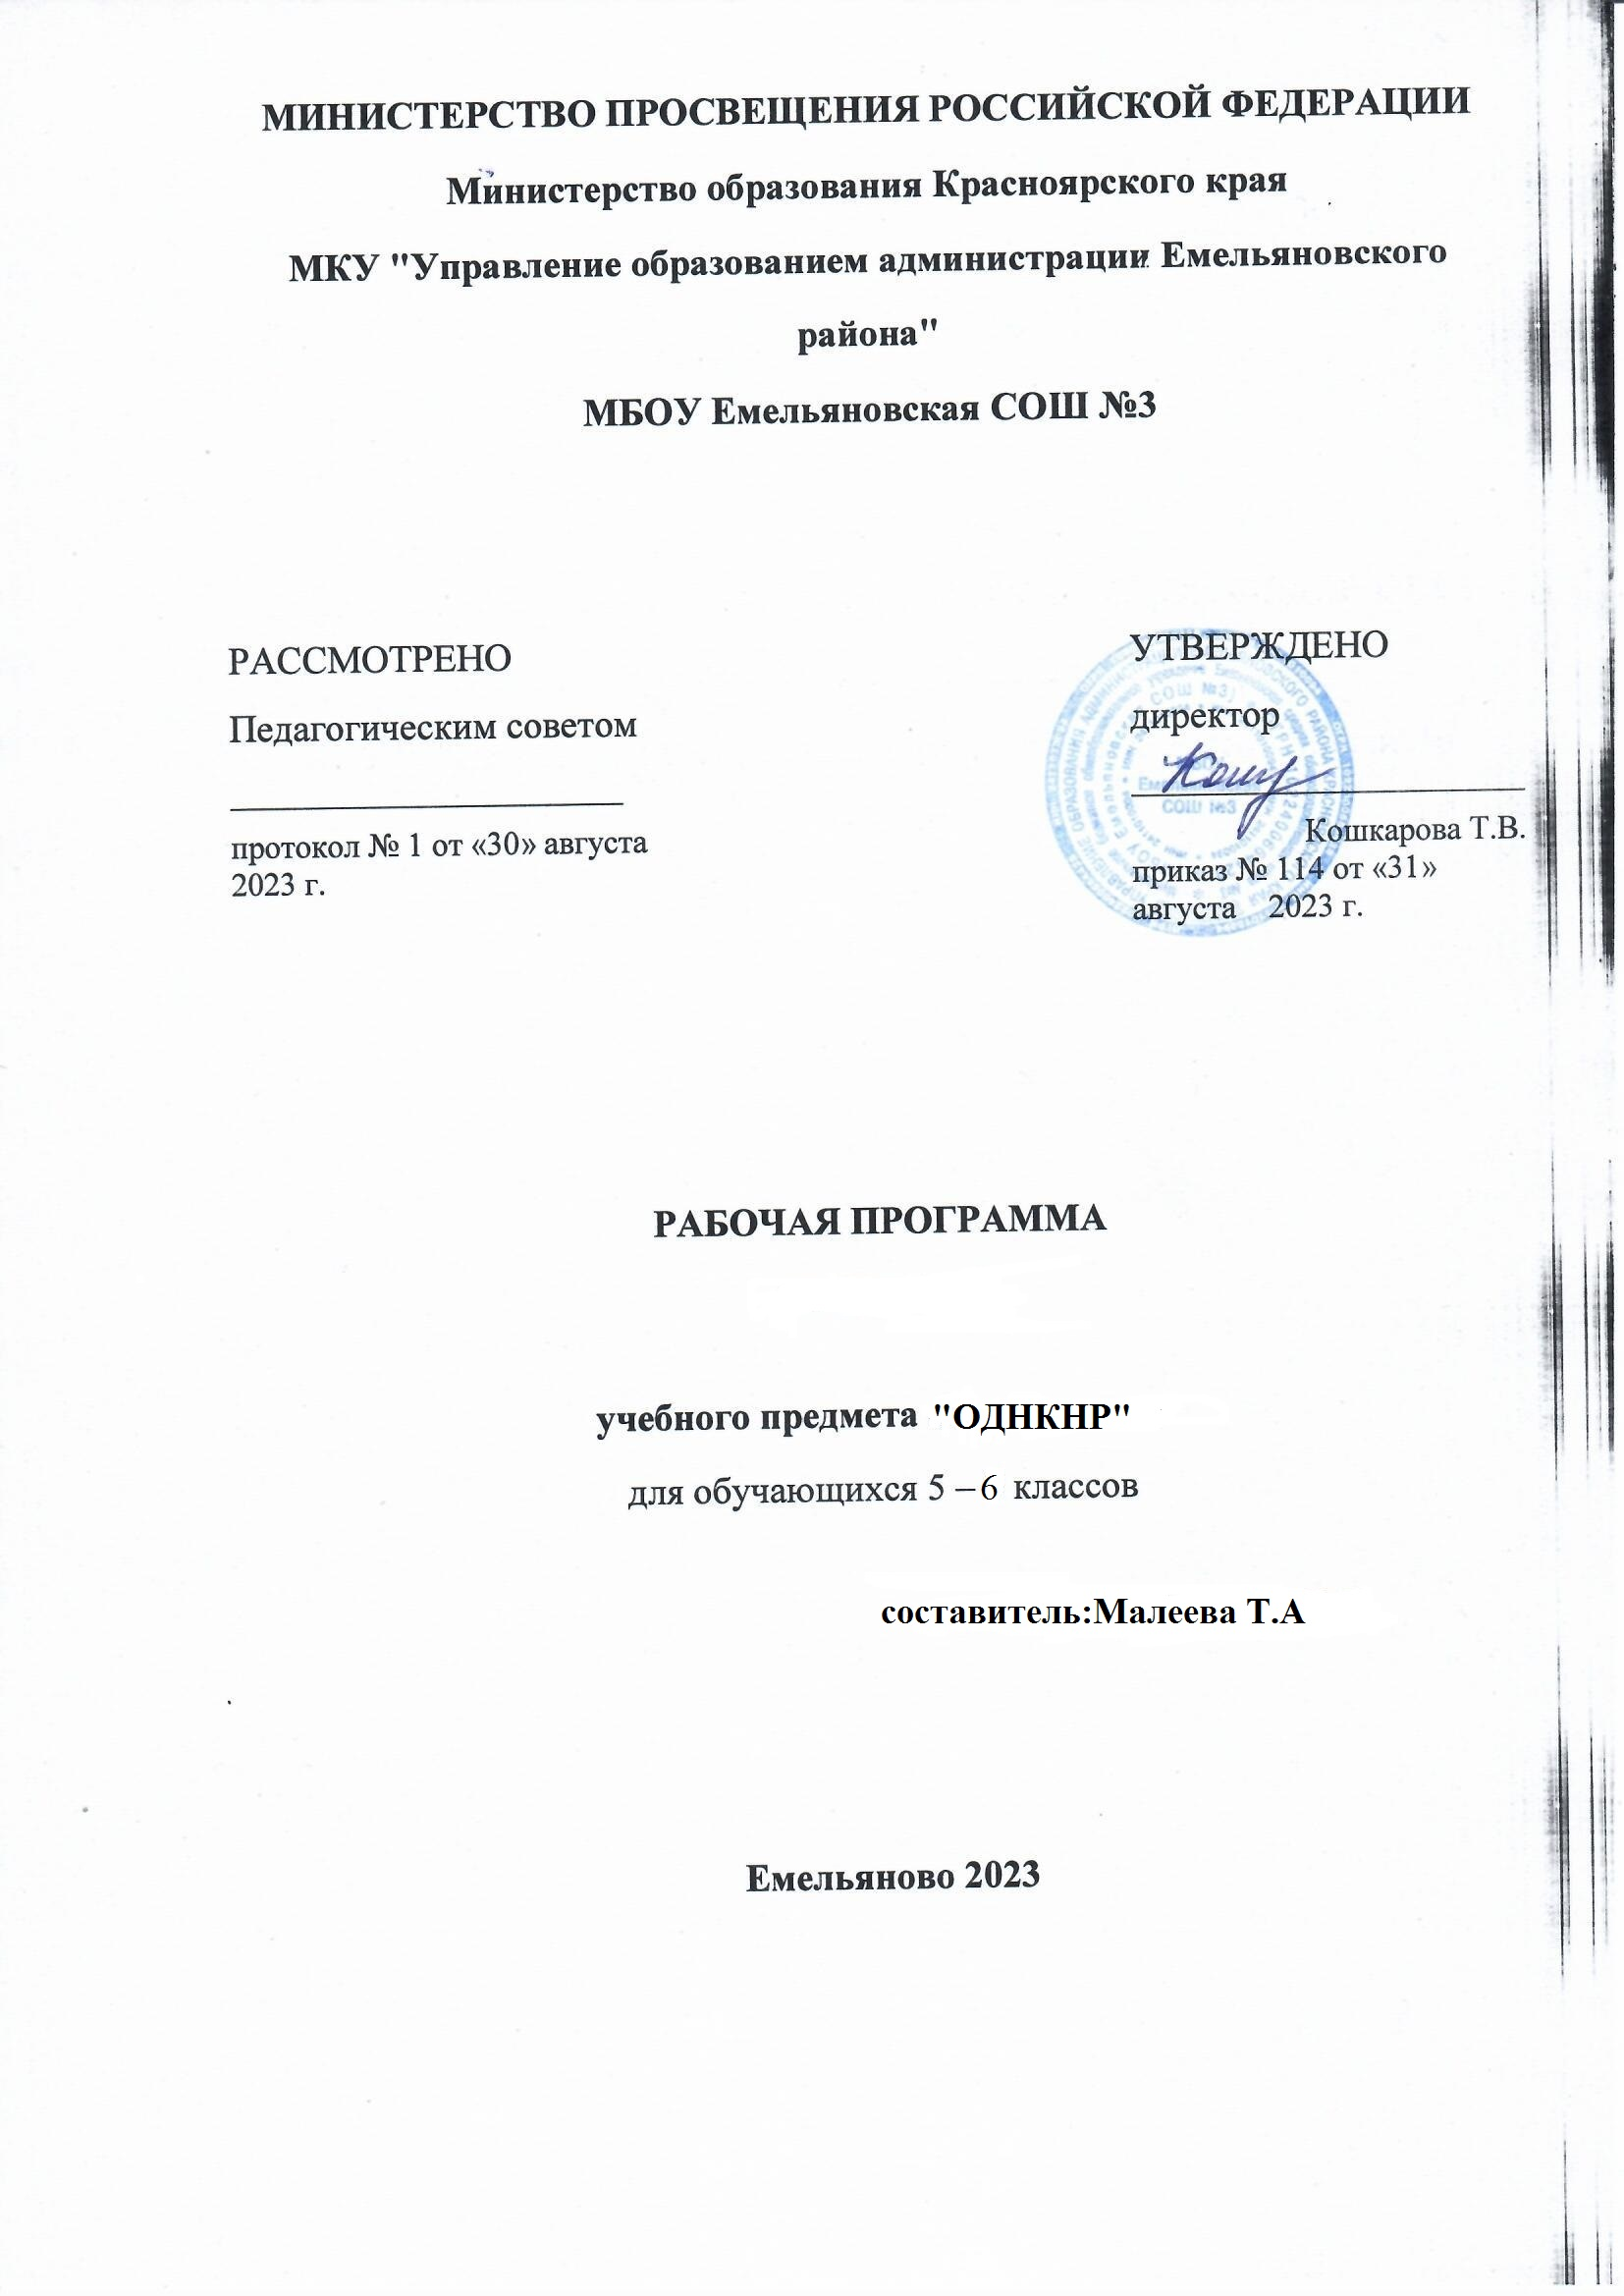 МИНИСТЕРСТВО ПРОСВЕЩЕНИЯ РОССИЙСКОЙ ФЕДЕРАЦИИ
Министерство образования Красноярского края
МКУ "Управление образованием администрации Емельяновского
района"
МБОУ Емельяновская СОШ №3
РАССМОТРЕНО
Педагогическим советом
протокол № 1 от «30» августа
2023 г.
УТВЕРЖДЕНО
директор
СОШ №3
Кошкарова Т.В.
приказ № 114 от «31»
августа 2023 г.
РАБОЧАЯ ПРОГРАММА
учебного предмета "ОДНКНР"
для обучающихся 5 – 6 классов
составитель:Малеева Т.А
Емельяново 2023